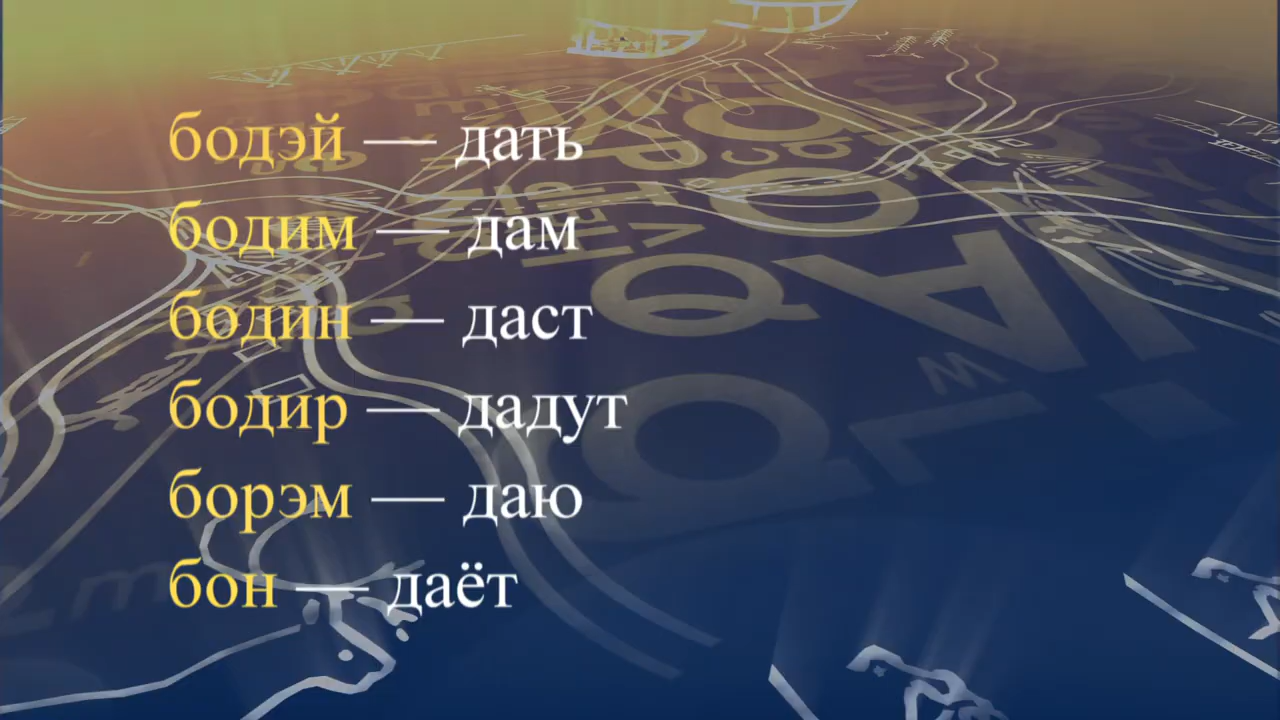 бодэй — дать
бодим — дам
бодин — даст
бодир — дадут
борэм — даю
бон — даёт